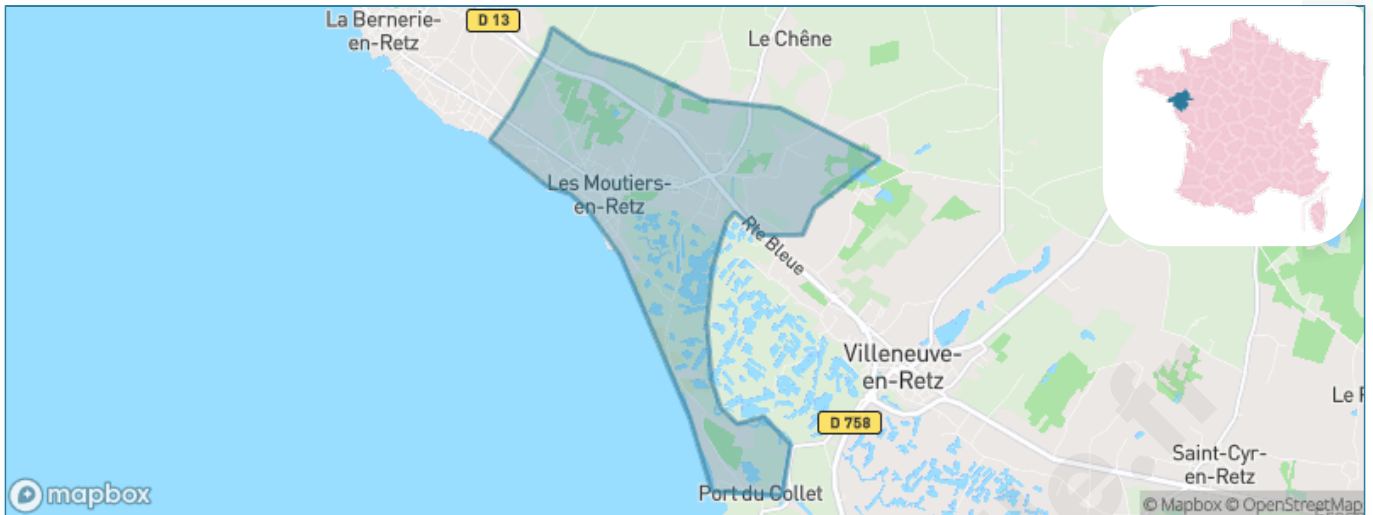 La Bernerie-
en-Retz
D 13
Le Chêne
Les Moutiers-
en-Retz
Rte Bleue
Villeneuve-
en-Retz
D 758
Saint-Cyr-
en-Retz
Port du Collet
mapbox
© Mapbox © OpenStreetMap